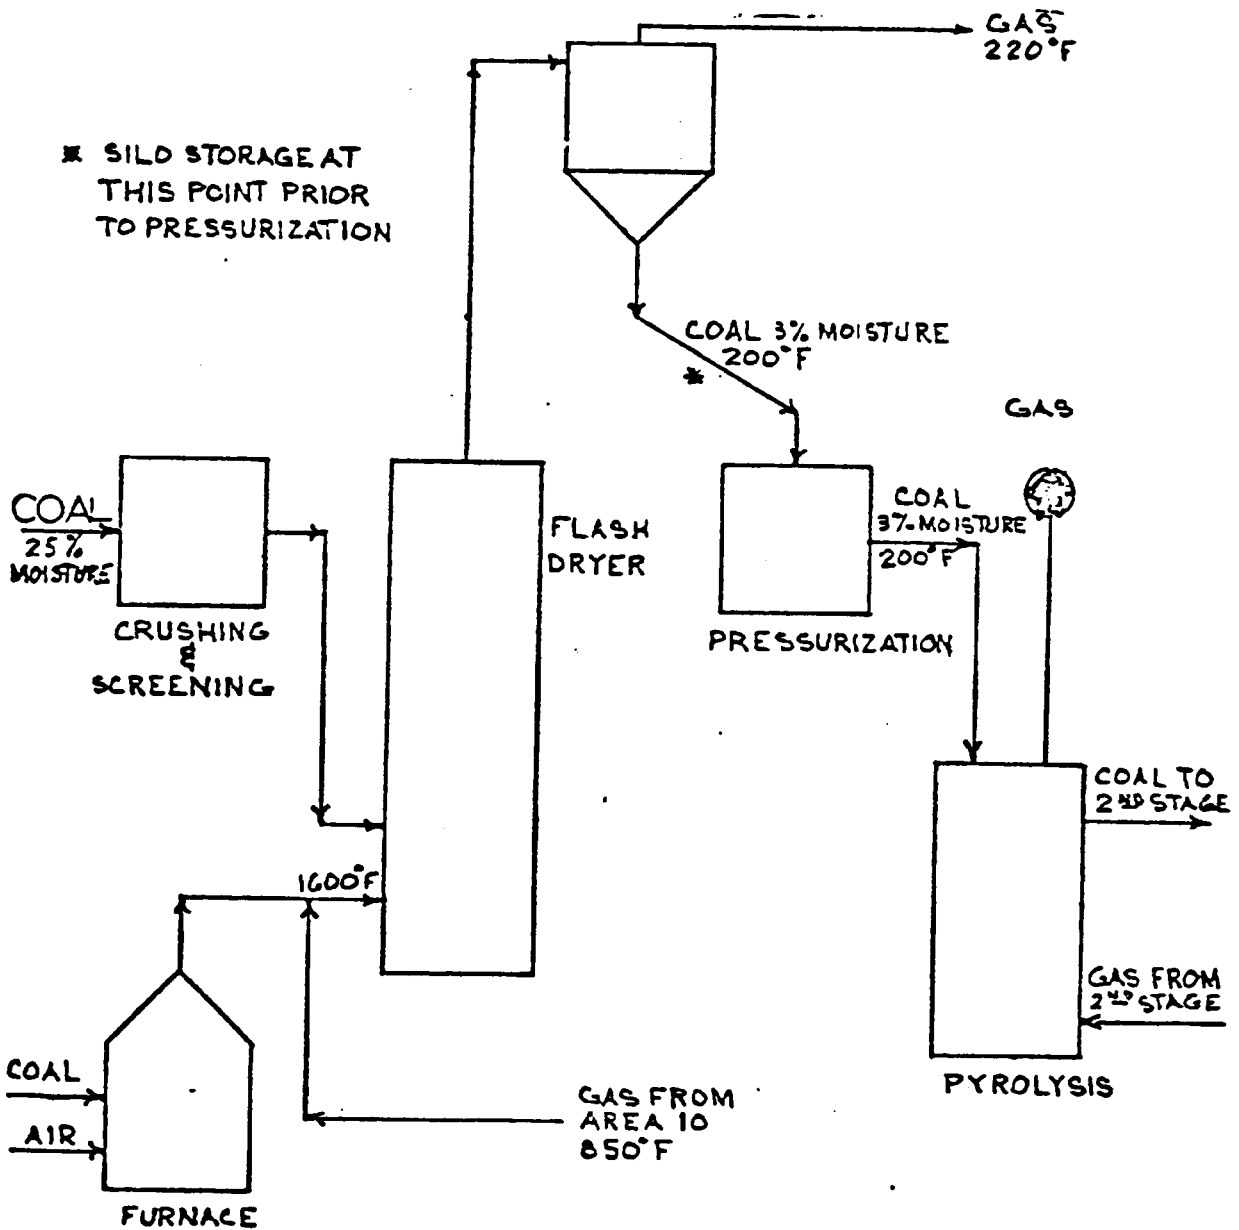 GAS
220°F
* SILO STORAGE AT
THIS POINT PRIOR
TO PRESSURIZATION
COAL 3% MOISTURE
200°F
*
GAS
COAL
25%
MOISTURE
CRUSHING
&
SCREENING
FLASH
DRYER
COAL
3% MOISTURE
200°F
PRESSURIZATION
COAL TO
2ND STAGE
1600°F
GAS FROM
2ND STAGE
PYROLYSIS
COAL
AIR
FURNACE
GAS FROM
AREA 10
850°F